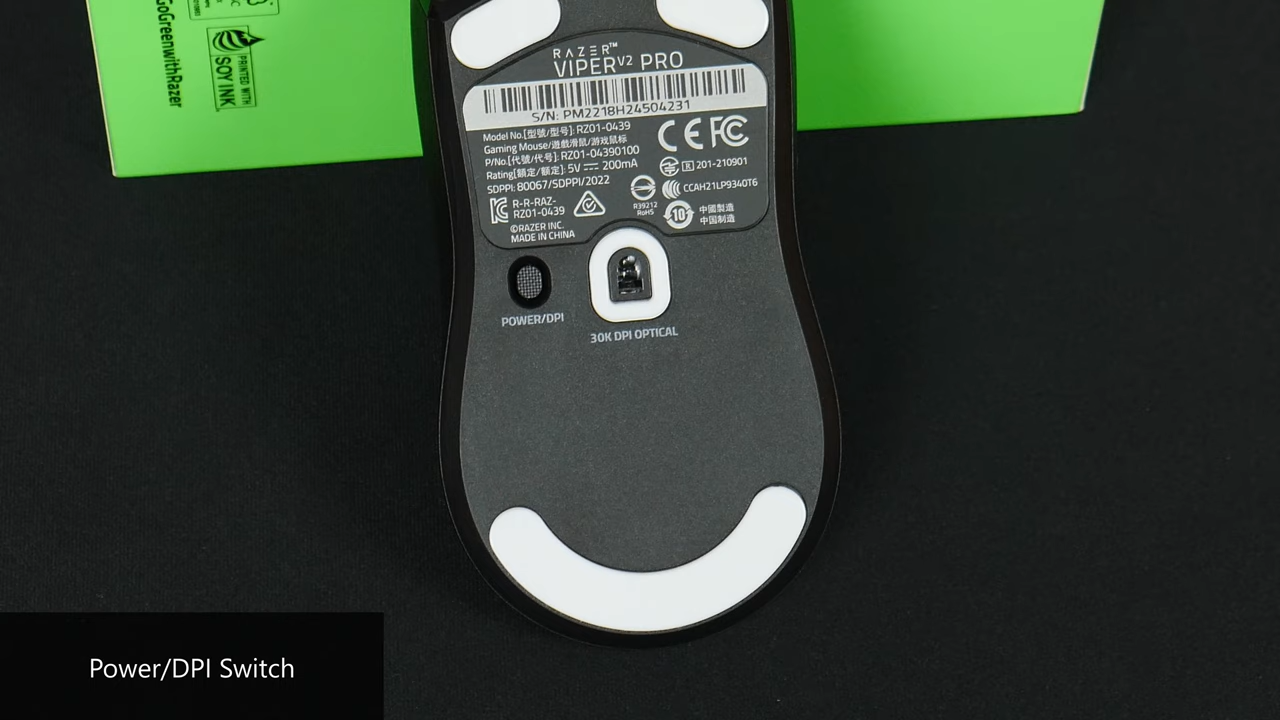 #GoGreenwithRazer
PRINTED WITH
SOY INK
RAZER™
VIPER V2 PRO
S/N: PM2218H24504231
Model No.[型號/型号]: RZ01-0439
Gaming Mouse/遊戲滑鼠/游戏鼠标
P/No.[代號/代号]: RZ01-04390100
Rating[額定/额定]: 5V⎓200mA
SDPPI: 80067/SDPPI/2022
R-R-RAZ-
RZ01-0439
©RAZER INC.
MADE IN CHINA
CE FC
R 201-210901
R39212
RoHS
CCAH21LP9340T6
10
中國製造
中国制造
POWER/DPI
30K DPI OPTICAL
Power/DPI Switch